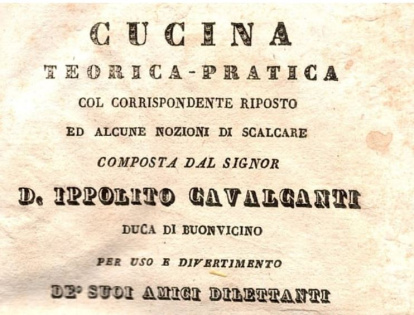 CUCINA
TEORICA-PRATICA
COL CORRISPONDENTE RIPOSTO
ED ALCUNE NOZIONI DI SCALCARE
COMPOSTA DAL SIGNOR
D. IPPOLITO CAVALCANTI
DUCA DI BUONVICINO
PER USO E DIVERTIMENTO
DE' SUOI AMICI DILETTANTI